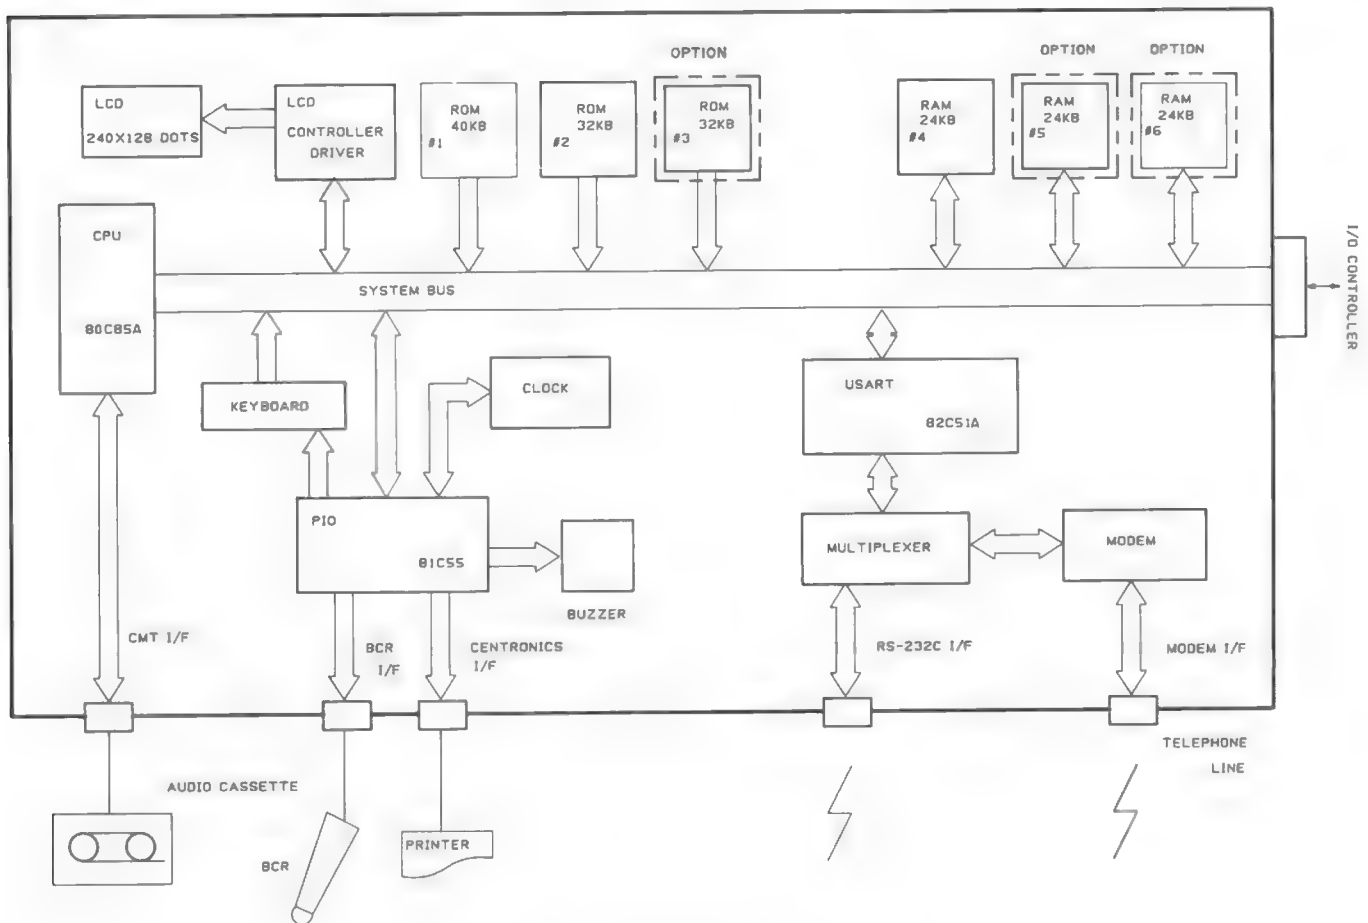 OPTION
OPTION
OPTION
LCD
240X128 DOTS
LCD
CONTROLLER
DRIVER
ROM
40KB
#1
ROM
32KB
#2
ROM
32KB
#3
RAM
24KB
#4
RAM
24KB
#5
RAM
24KB
#6
CPU
80C85A
SYSTEM BUS
I/O CONTROLLER
KEYBOARD
CLOCK
USART
82C51A
PIO
81C55
BUZZER
MULTIPLEXER
MODEM
CMT I/F
BCR
I/F
CENTRONICS
I/F
RS-232C I/F
MODEM I/F
TELEPHONE
LINE
AUDIO CASSETTE
BCR
PRINTER